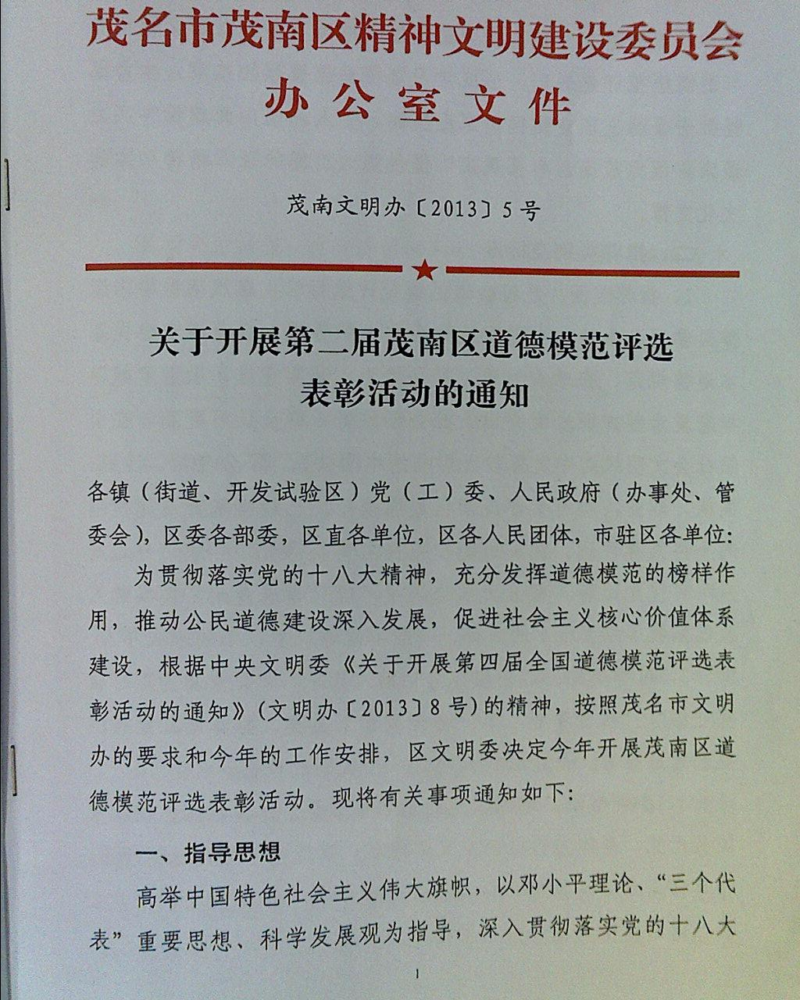 茂名市茂南区精神文明建设委员会
办公室文件
茂南文明办〔2013〕5号
关于开展第二届茂南区道德模范评选
表彰活动的通知
各镇（街道、开发试验区）党（工）委、人民政府（办事处、管
委会），区委各部委，区直各单位，区各人民团体，市驻区各单位：
为贯彻落实党的十八大精神，充分发挥道德模范的榜样作
用，推动公民道德建设深入发展，促进社会主义核心价值体系
建设，根据中央文明委《关于开展第四届全国道德模范评选表
彰活动的通知》(文明办〔2013〕8号)的精神，按照茂名市文明
办的要求和今年的工作安排，区文明委决定今年开展茂南区道
德模范评选表彰活动。现将有关事项通知如下：
一、指导思想
高举中国特色社会主义伟大旗帜，以邓小平理论、“三个代
表”重要思想、科学发展观为指导，深入贯彻落实党的十八大
1